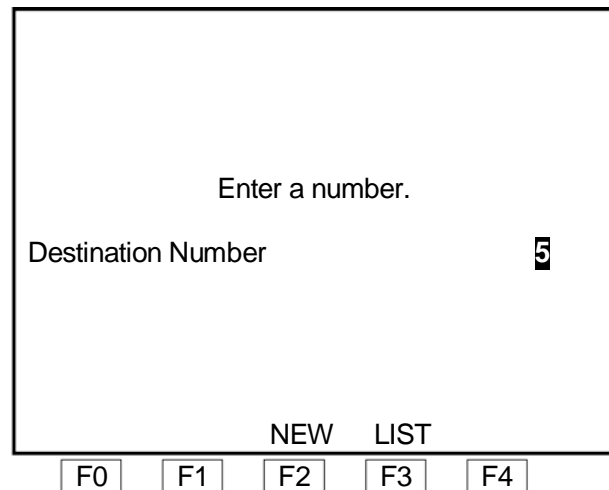 Enter a number.
Destination Number 5
NEW LIST
F0 F1 F2 F3 F4